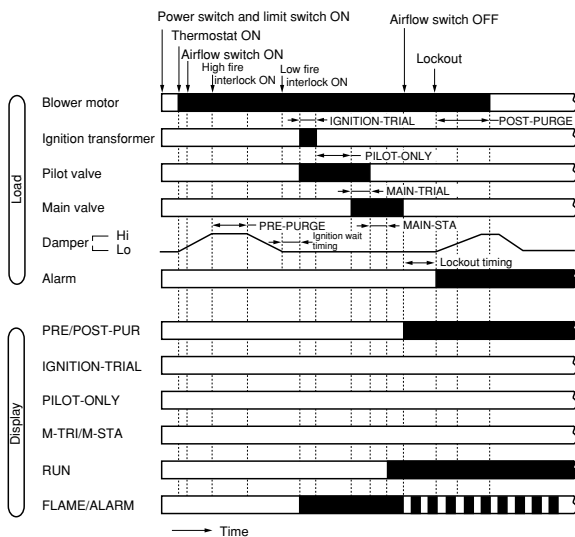 Power switch and limit switch ON
Airflow switch OFF
Thermostat ON
Airflow switch ON
Lockout
High fire
interlock ON
Low fire
interlock ON
Load
Blower motor
IGNITION-TRIAL
POST-PURGE
Ignition transformer
PILOT-ONLY
Pilot valve
MAIN-TRIAL
Main valve
PRE-PURGE
MAIN-STA
Damper
Hi
Lo
Ignition wait
timing
Lockout timing
Alarm
Display
PRE/POST-PUR
IGNITION-TRIAL
PILOT-ONLY
M-TRI/M-STA
RUN
FLAME/ALARM
Time